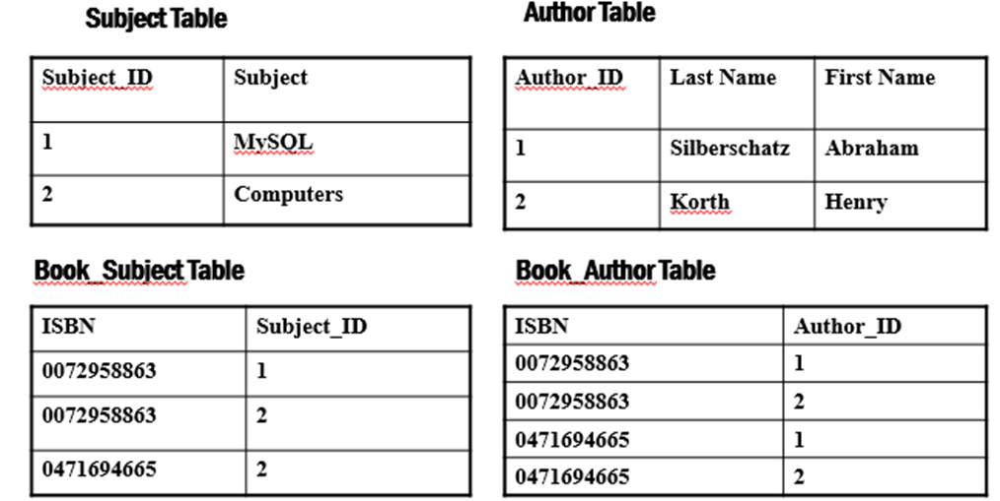 Subject Table
Subject_ID Subject
1 MySQL
2 Computers
Author Table
Author_ID Last Name First Name
1 Silberschatz Abraham
2 Korth Henry
Book_Subject Table
ISBN Subject_ID
0072958863 1
0072958863 2
0471694665 2
Book_Author Table
ISBN Author_ID
0072958863 1
0072958863 2
0471694665 1
0471694665 2